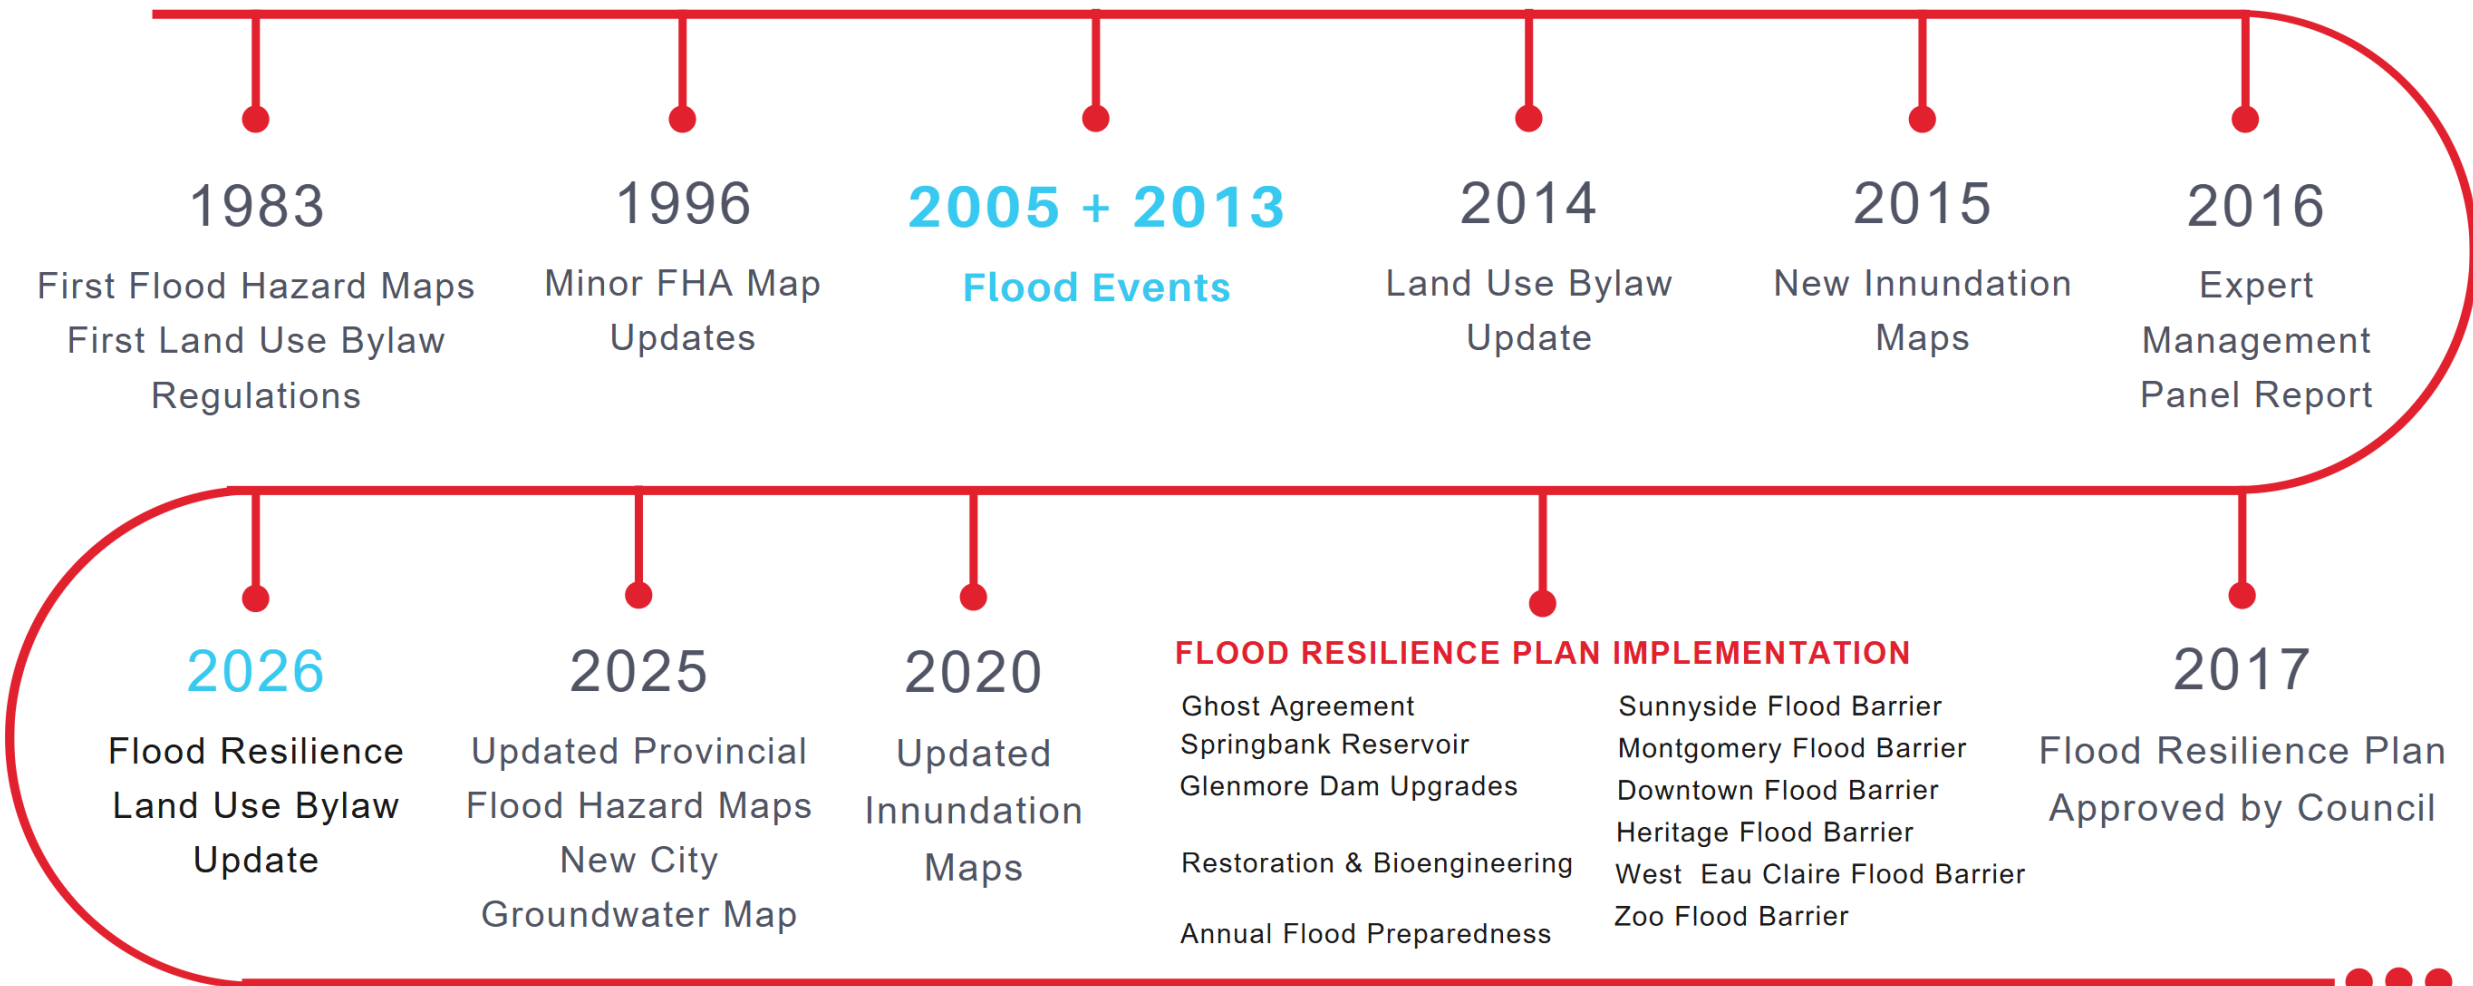 1983
First Flood Hazard Maps
First Land Use Bylaw
Regulations
1996
Minor FHA Map
Updates
2005 + 2013
Flood Events
2014
Land Use Bylaw
Update
2015
New Innundation
Maps
2016
Expert
Management
Panel Report
2017
Flood Resilience Plan
Approved by Council
FLOOD RESILIENCE PLAN IMPLEMENTATION
Ghost Agreement
Springbank Reservoir
Glenmore Dam Upgrades
Restoration & Bioengineering
Annual Flood Preparedness
Sunnyside Flood Barrier
Montgomery Flood Barrier
Downtown Flood Barrier
Heritage Flood Barrier
West Eau Claire Flood Barrier
Zoo Flood Barrier
2020
Updated
Innundation
Maps
2025
Updated Provincial
Flood Hazard Maps
New City
Groundwater Map
2026
Flood Resilience
Land Use Bylaw
Update